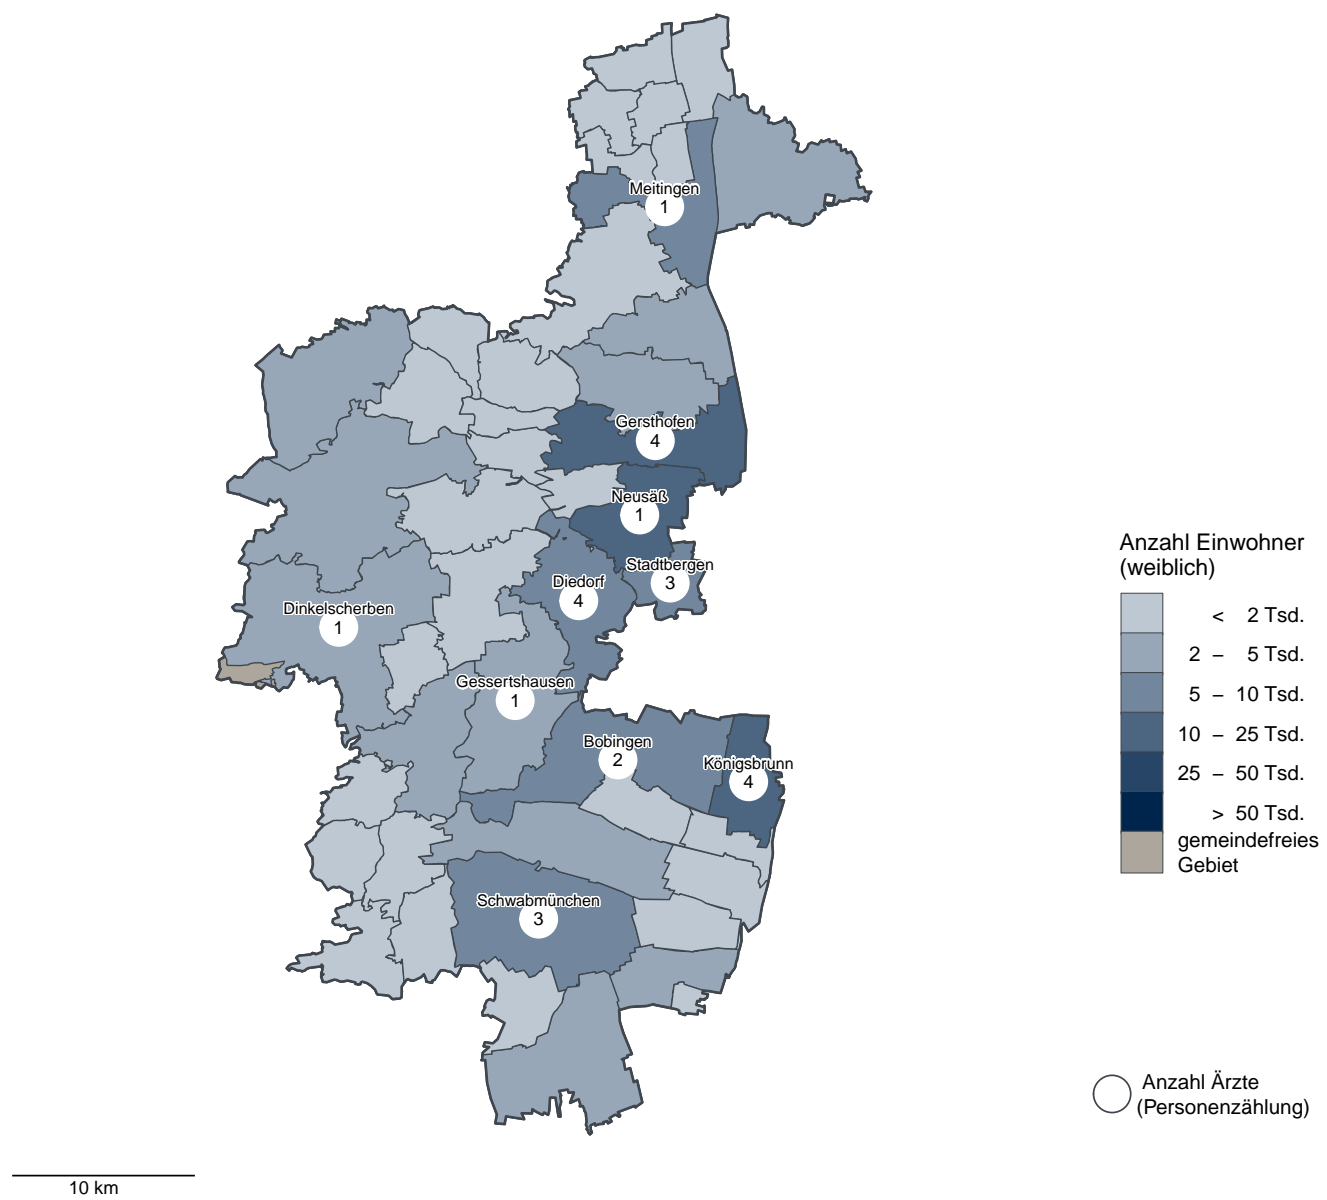 Meitingen
1
Gersthofen
4
Neusäß
1
Stadtbergen
3
Diedorf
4
Dinkelscherben
1
Gessertshausen
1
Bobingen
2
Königsbrunn
4
Schwabmünchen
3
Anzahl Einwohner
(weiblich)
< 2 Tsd.
2 – 5 Tsd.
5 – 10 Tsd.
10 – 25 Tsd.
25 – 50 Tsd.
> 50 Tsd.
gemeindefreies
Gebiet
Anzahl Ärzte
(Personenzählung)
10 km